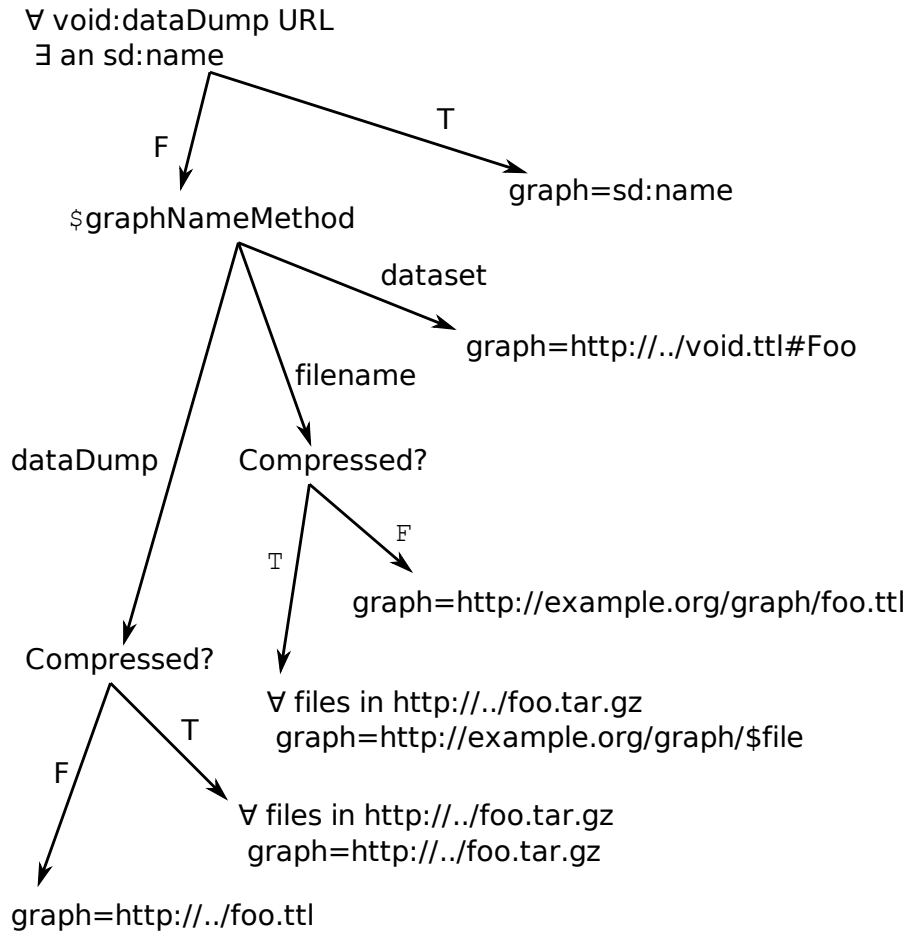 ∀ void:dataDump URL
∃ an sd:name
T
F
graph=sd:name
$graphNameMethod
dataset
graph=http://../void.ttl#Foo
filename
dataDump
Compressed?
F
T
graph=http://example.org/graph/foo.ttl
Compressed?
∀ files in http://../foo.tar.gz
graph=http://example.org/graph/$file
T
F
∀ files in http://../foo.tar.gz
graph=http://../foo.tar.gz
graph=http://../foo.ttl